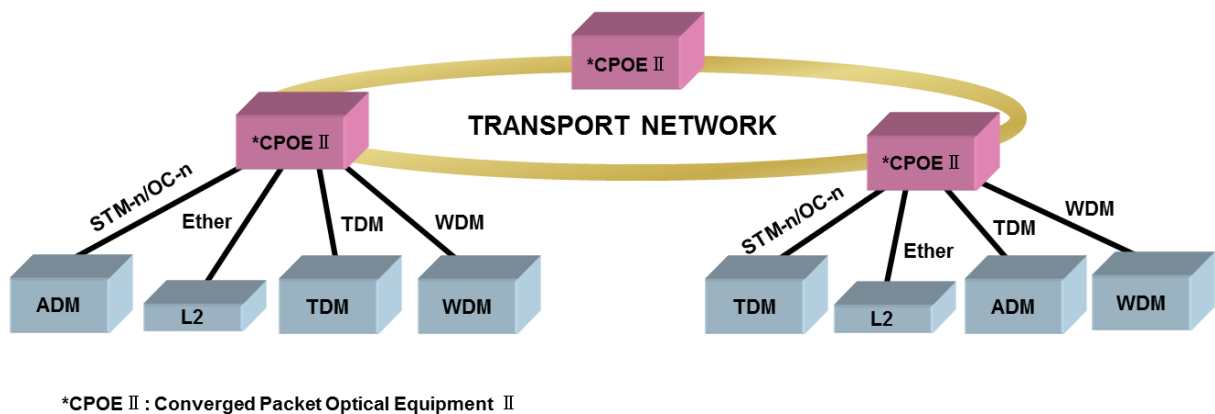 *CPOE Ⅱ
TRANSPORT NETWORK
*CPOE Ⅱ
*CPOE Ⅱ
STM-n/OC-n
Ether
TDM
WDM
STM-n/OC-n
Ether
TDM
WDM
ADM
L2
TDM
WDM
TDM
L2
ADM
WDM
*CPOE Ⅱ : Converged Packet Optical Equipment Ⅱ